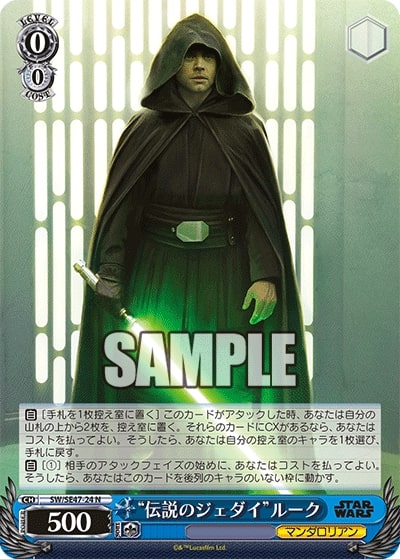 LEVEL
0
0
COST
SAMPLE
自 [手札を1枚控え室に置く] このカードがアタックした時、あなたは自分の
山札の上から2枚を、控え室に置く。それらのカードにCXがあるなら、あなたは
コストを払ってよい。そうしたら、あなたは自分の控え室のキャラを1枚選び、
手札に戻す。
自 [(1)] 相手のアタックフェイズの始めに、あなたはコストを払ってよい。そ
うしたら、あなたはこのカードを後列のキャラのいない枠に動かす。
CH SW/SE47-24 N
POWER
500
“伝説のジェダイ”ルーク
STAR WARS
マンダロリアン
©&™Lucasfilm Ltd.